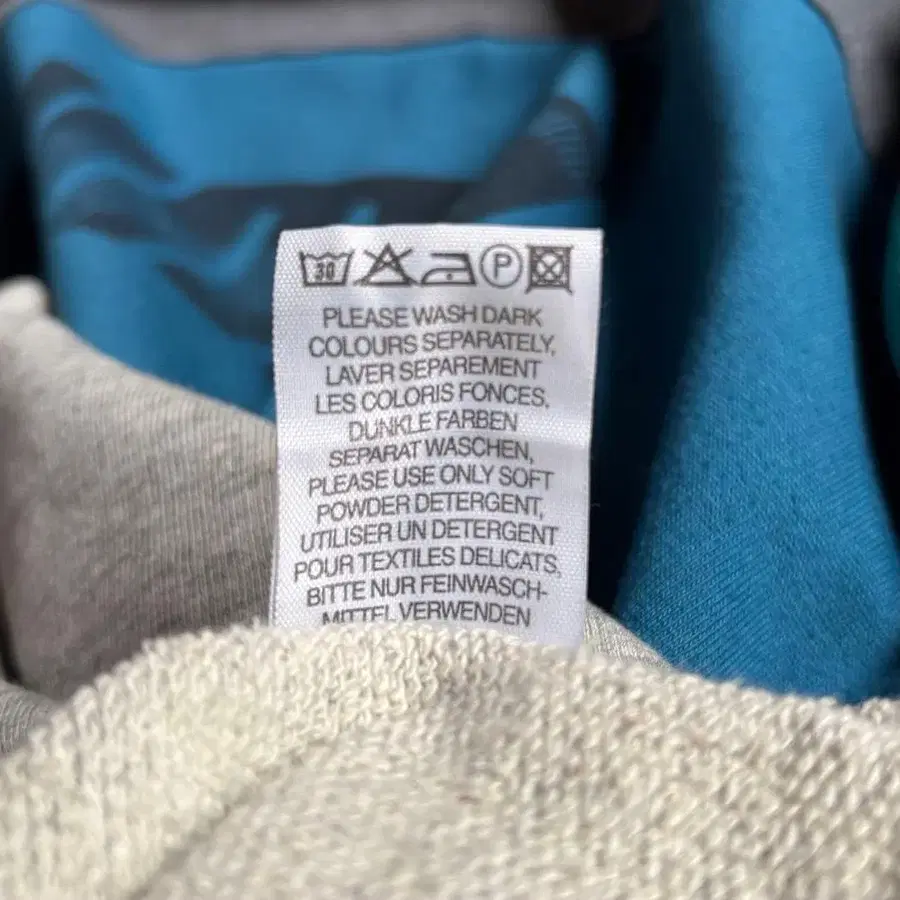 30 P
PLEASE WASH DARK
COLOURS SEPARATELY,
LAVER SEPAREMENT
LES COLORIS FONCES,
DUNKLE FARBEN
SEPARAT WASCHEN,
PLEASE USE ONLY SOFT
POWDER DETERGENT,
UTILISER UN DETERGENT
POUR TEXTILES DELICATS,
BITTE NUR FEINWASCH-
MITTEL VERWENDEN